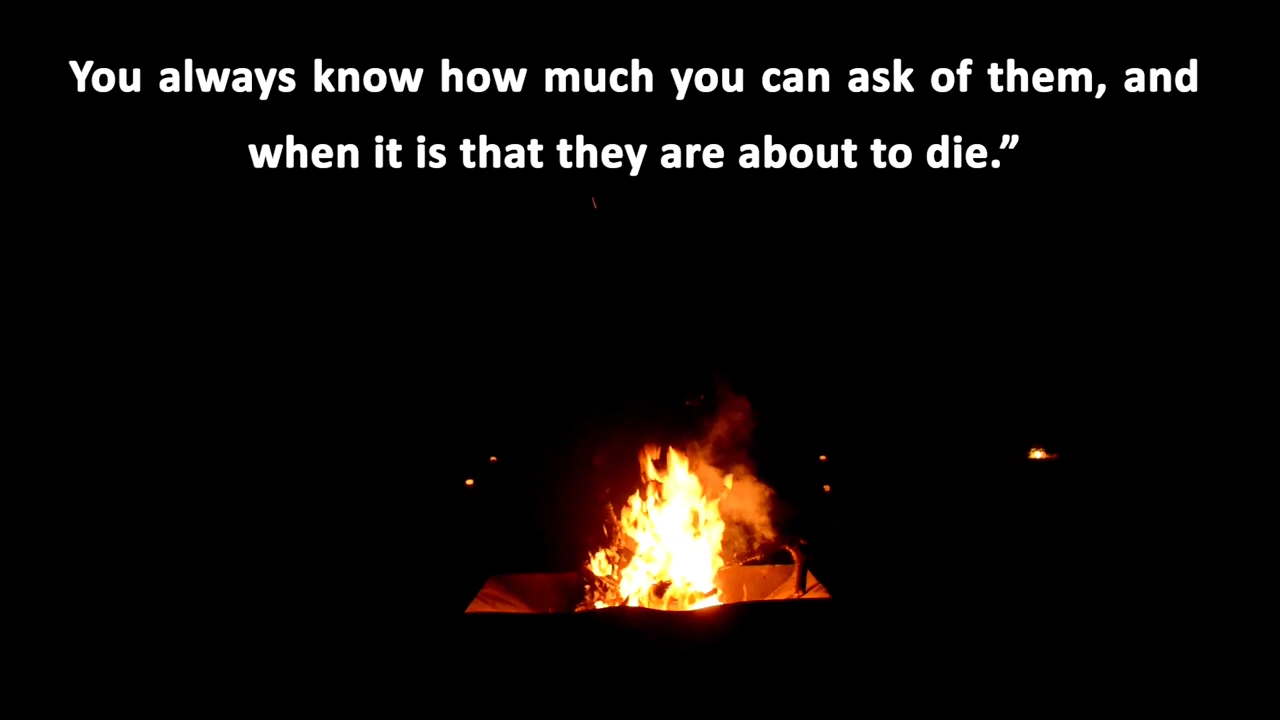 You always know how much you can ask of them, and
when it is that they are about to die.”